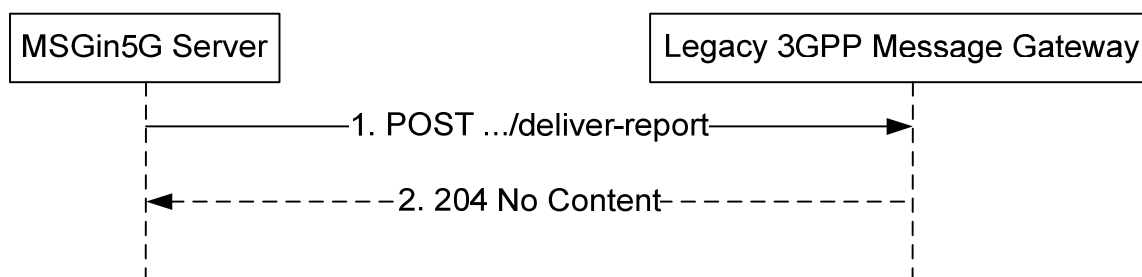 MSGin5G Server
Legacy 3GPP Message Gateway
1. POST .../deliver-report
2. 204 No Content